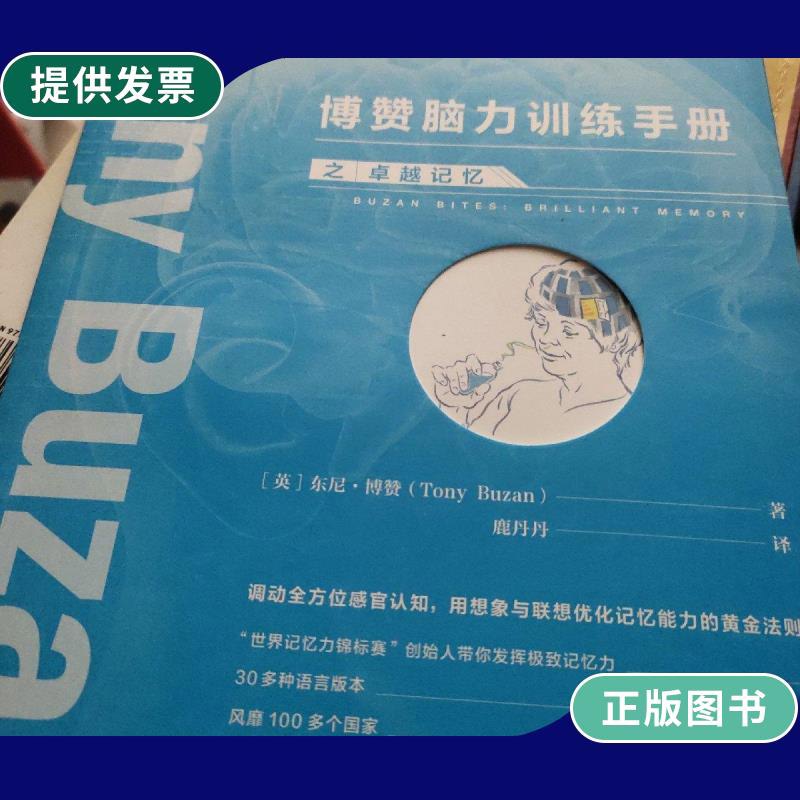 提供发票
ny Buza
博赞脑力训练手册
之 卓越记忆
BUZAN BITES: BRILLIANT MEMORY
[英] 东尼·博赞 (Tony Buzan) 著
鹿丹丹 译
调动全方位感官认知，用想象与联想优化记忆能力的黄金法则
“世界记忆力锦标赛”创始人带你发挥极致记忆力
30多种语言版本
风靡100多个国家
正版图书
N 97